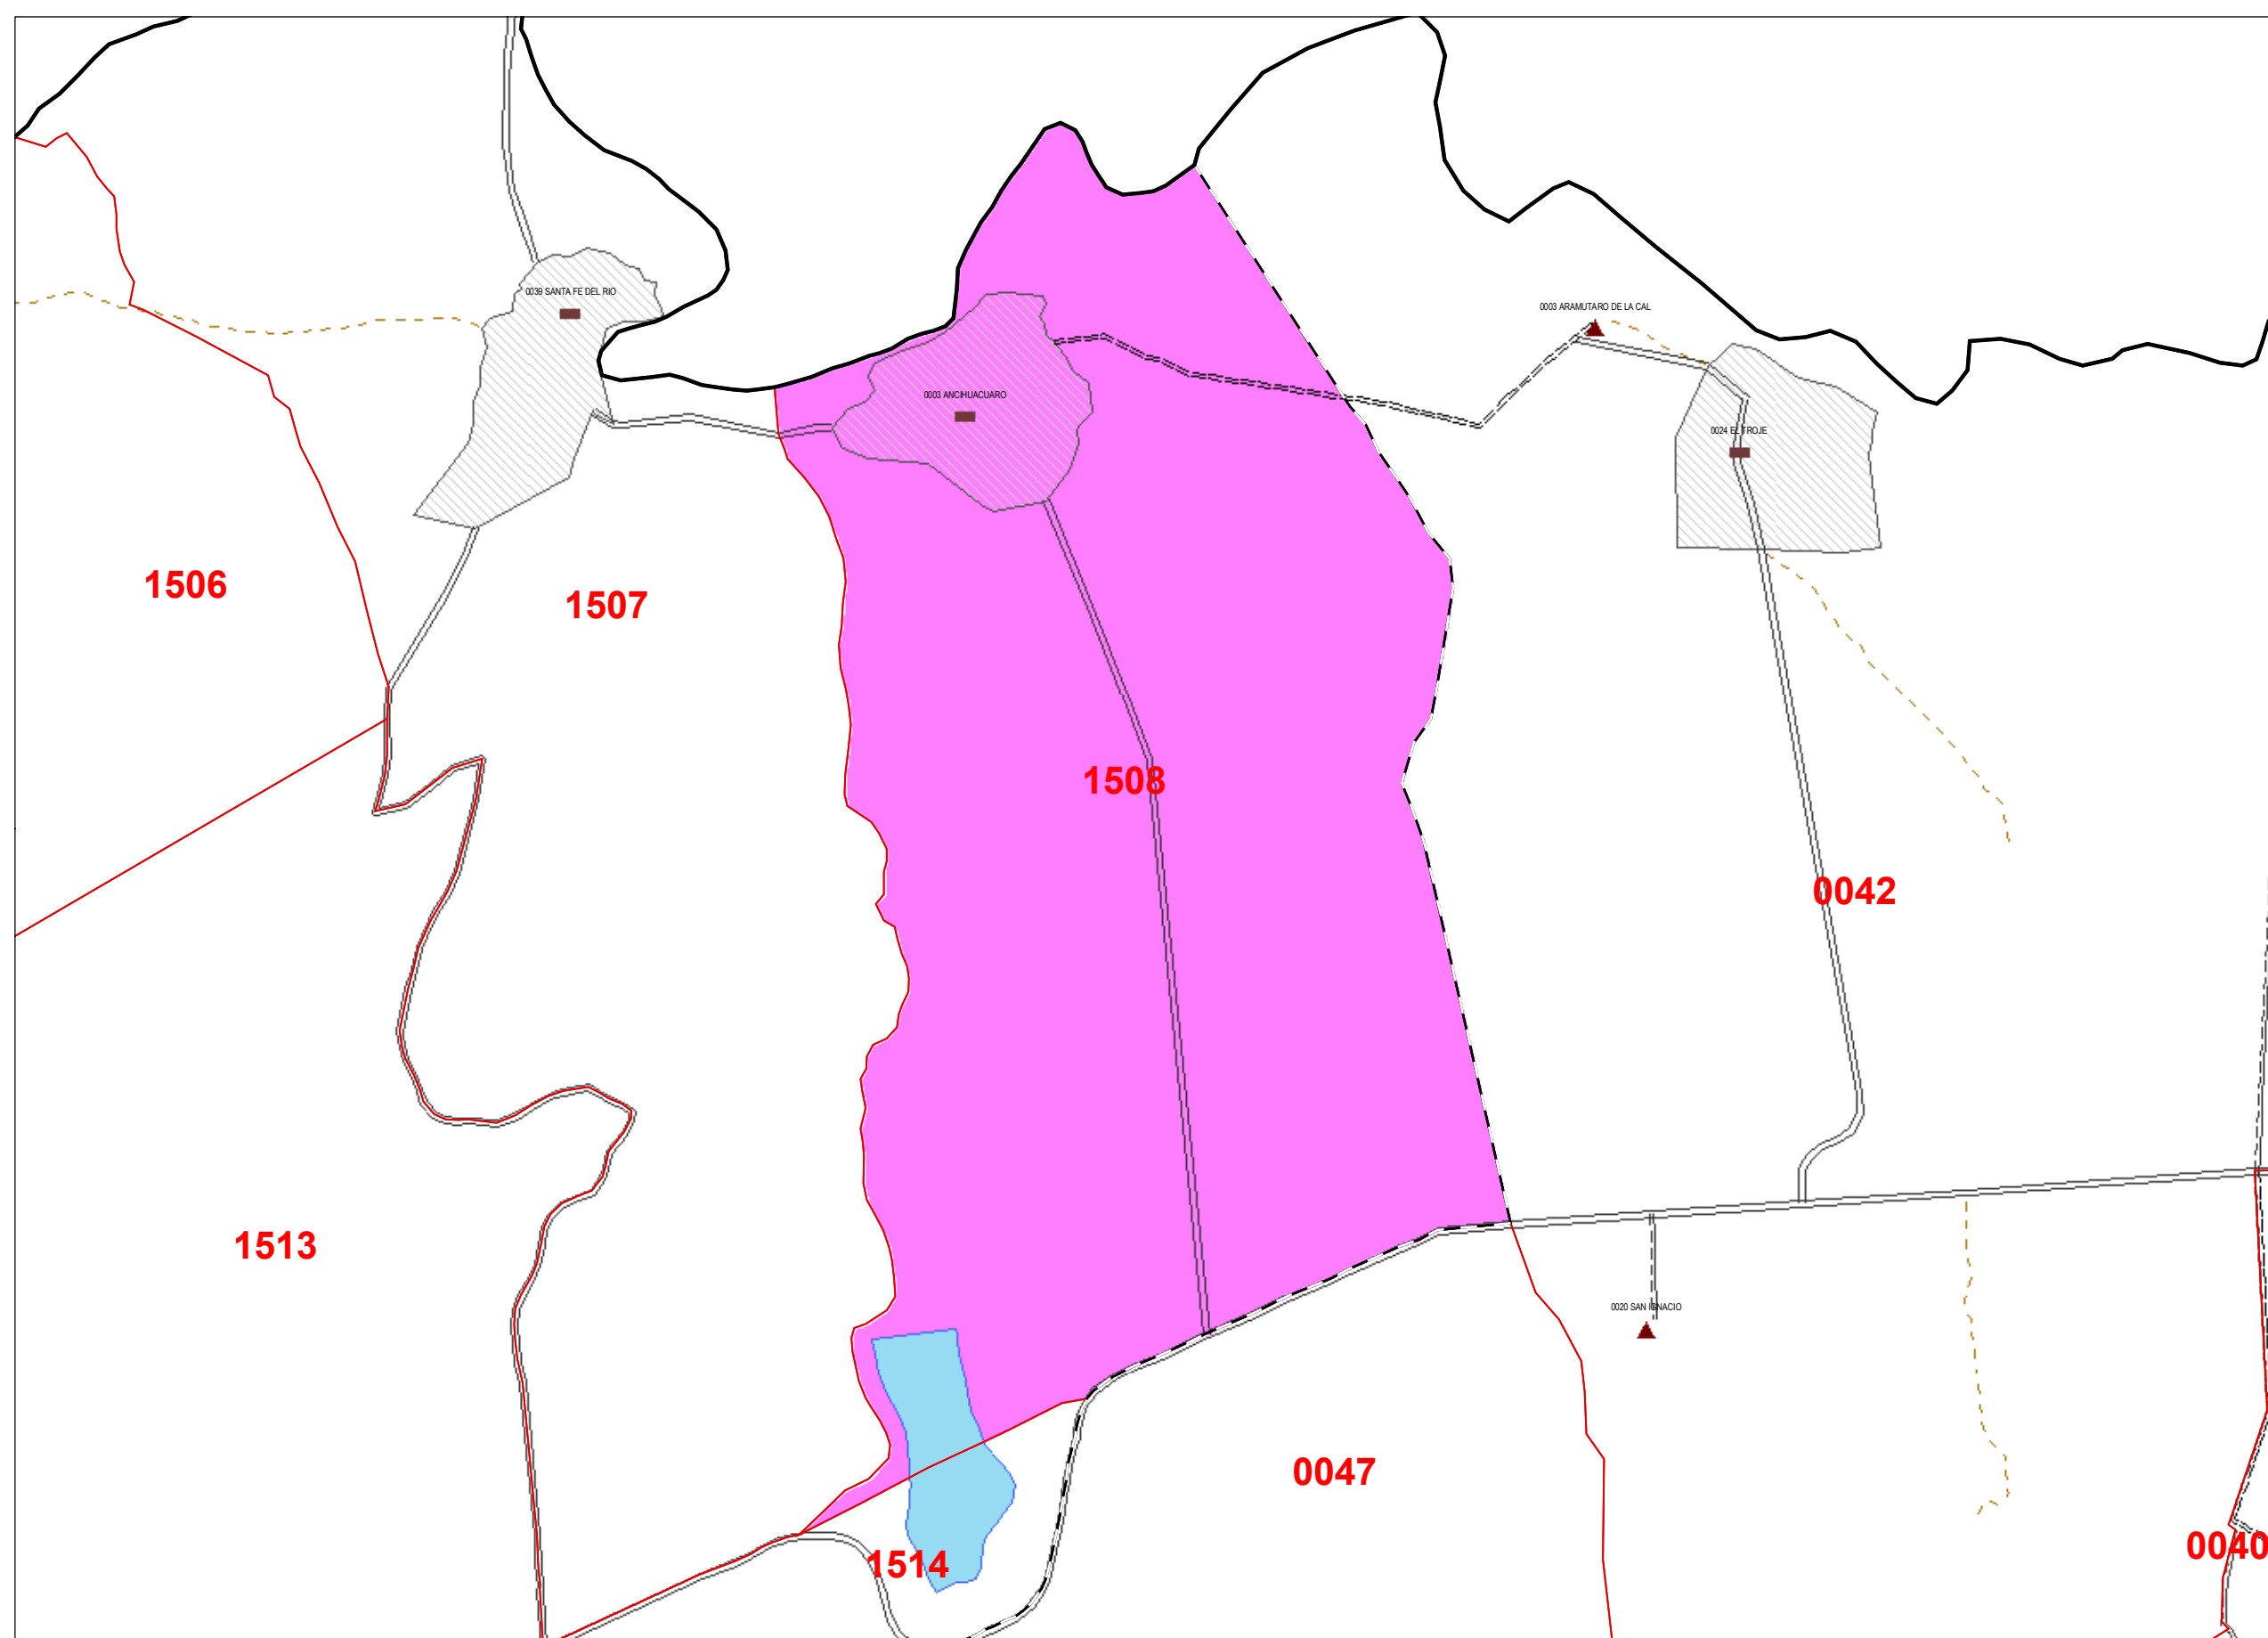 0039 SANTA FE DEL RIO
0003 ARAMUTARO DE LA CAL
0003 ANCIHUACUARO
0024 EL TROJE
1506
1507
1508
0042
1513
0020 SAN IGNACIO
0047
0040
1514